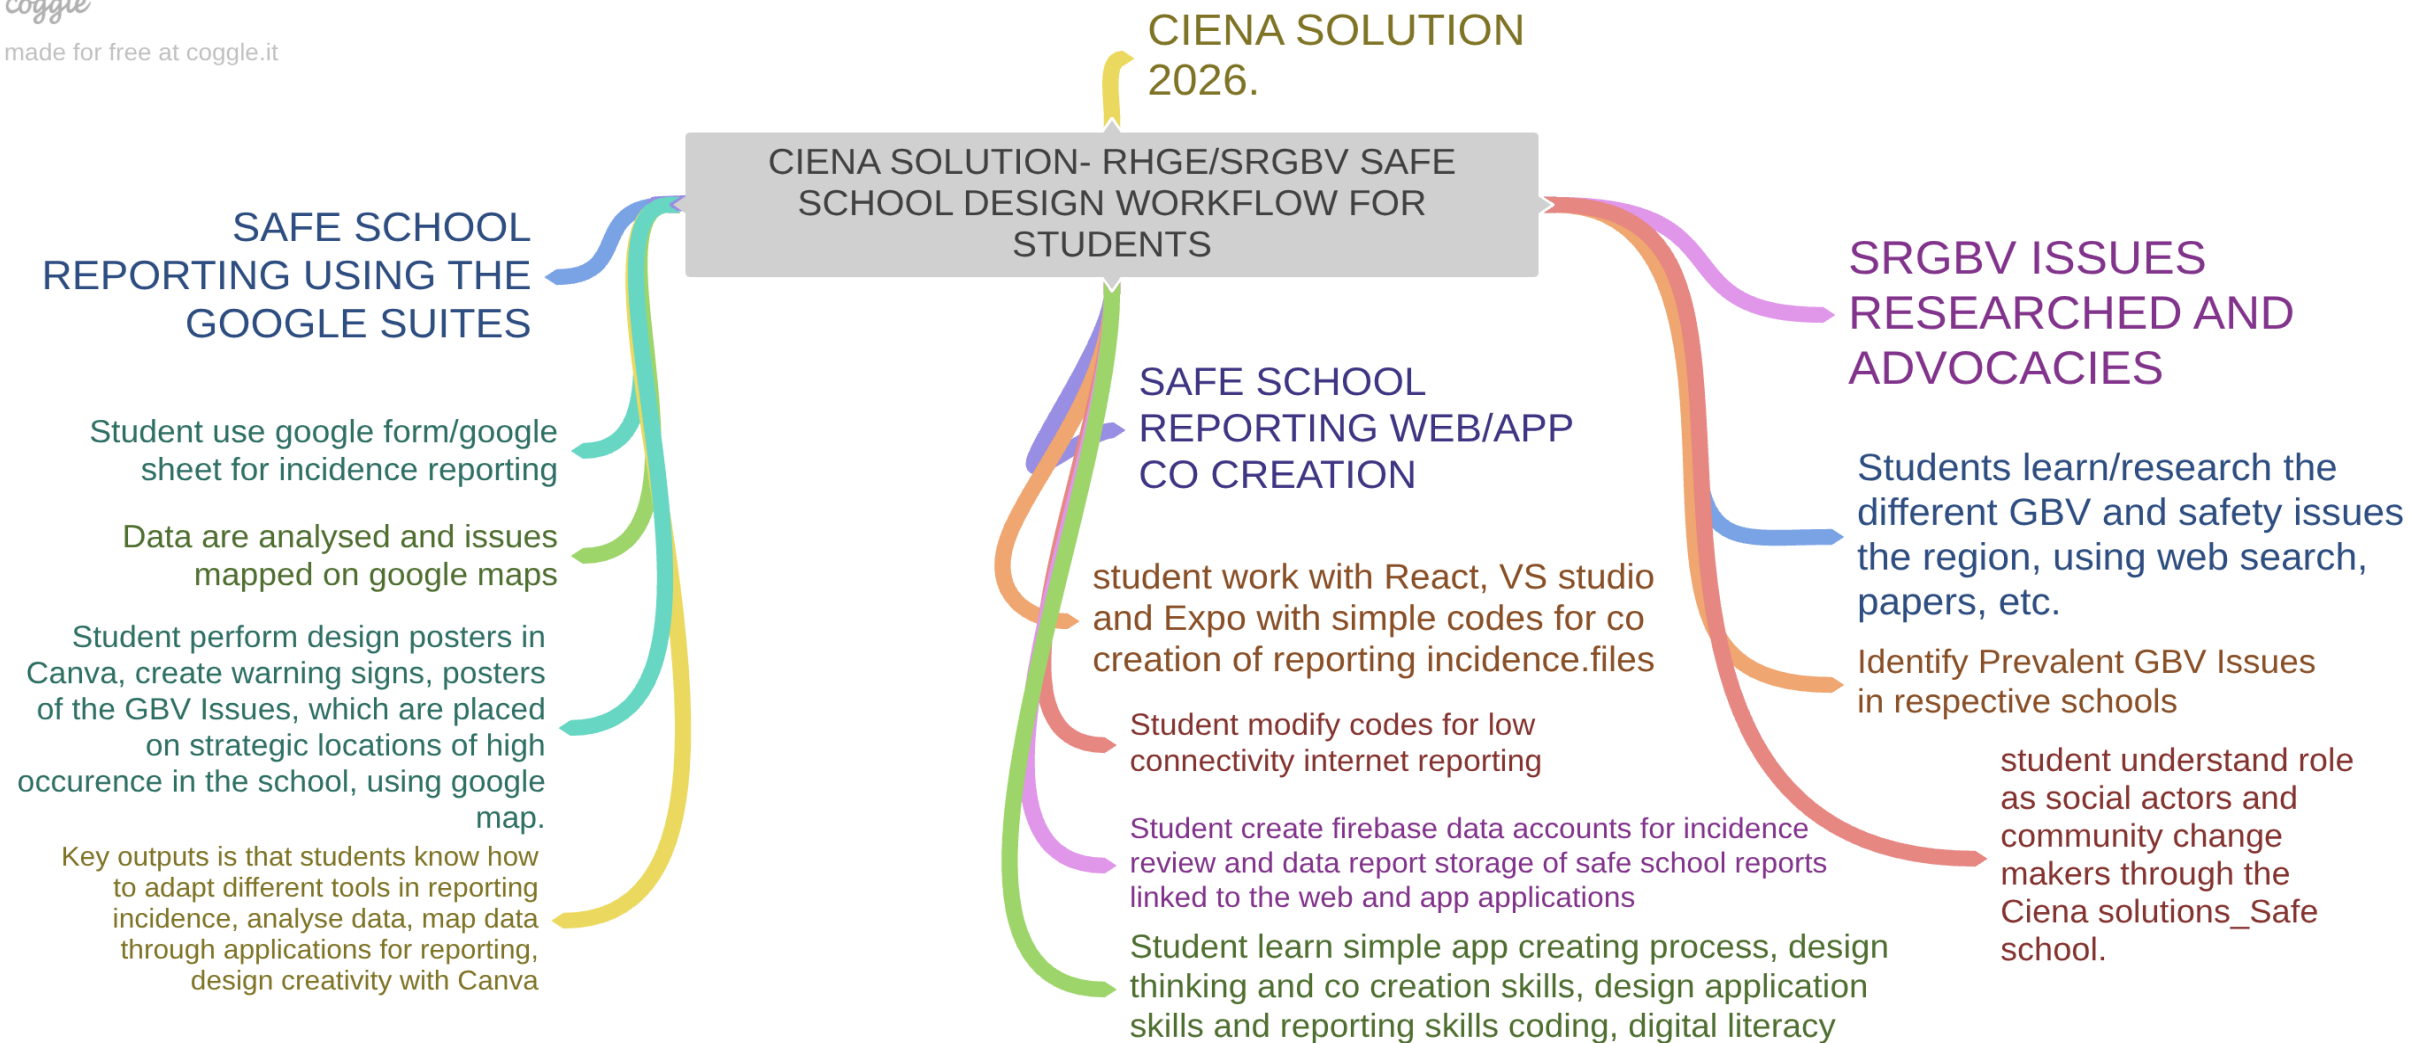 coggle
made for free at coggle.it
CIENA SOLUTION
2026.
CIENA SOLUTION- RHGE/SRGBV SAFE
SCHOOL DESIGN WORKFLOW FOR
STUDENTS
SAFE SCHOOL
REPORTING USING THE
GOOGLE SUITES
Student use google form/google
sheet for incidence reporting
Data are analysed and issues
mapped on google maps
Student perform design posters in
Canva, create warning signs, posters
of the GBV Issues, which are placed
on strategic locations of high
occurence in the school, using google
map.
Key outputs is that students know how
to adapt different tools in reporting
incidence, analyse data, map data
through applications for reporting,
design creativity with Canva
SAFE SCHOOL
REPORTING WEB/APP
CO CREATION
student work with React, VS studio
and Expo with simple codes for co
creation of reporting incidence.files
Student modify codes for low
connectivity internet reporting
Student create firebase data accounts for incidence
review and data report storage of safe school reports
linked to the web and app applications
Student learn simple app creating process, design
thinking and co creation skills, design application
skills and reporting skills coding, digital literacy
SRGBV ISSUES
RESEARCHED AND
ADVOCACIES
Students learn/research the
different GBV and safety issues
the region, using web search,
papers, etc.
Identify Prevalent GBV Issues
in respective schools
student understand role
as social actors and
community change
makers through the
Ciena solutions_Safe
school.